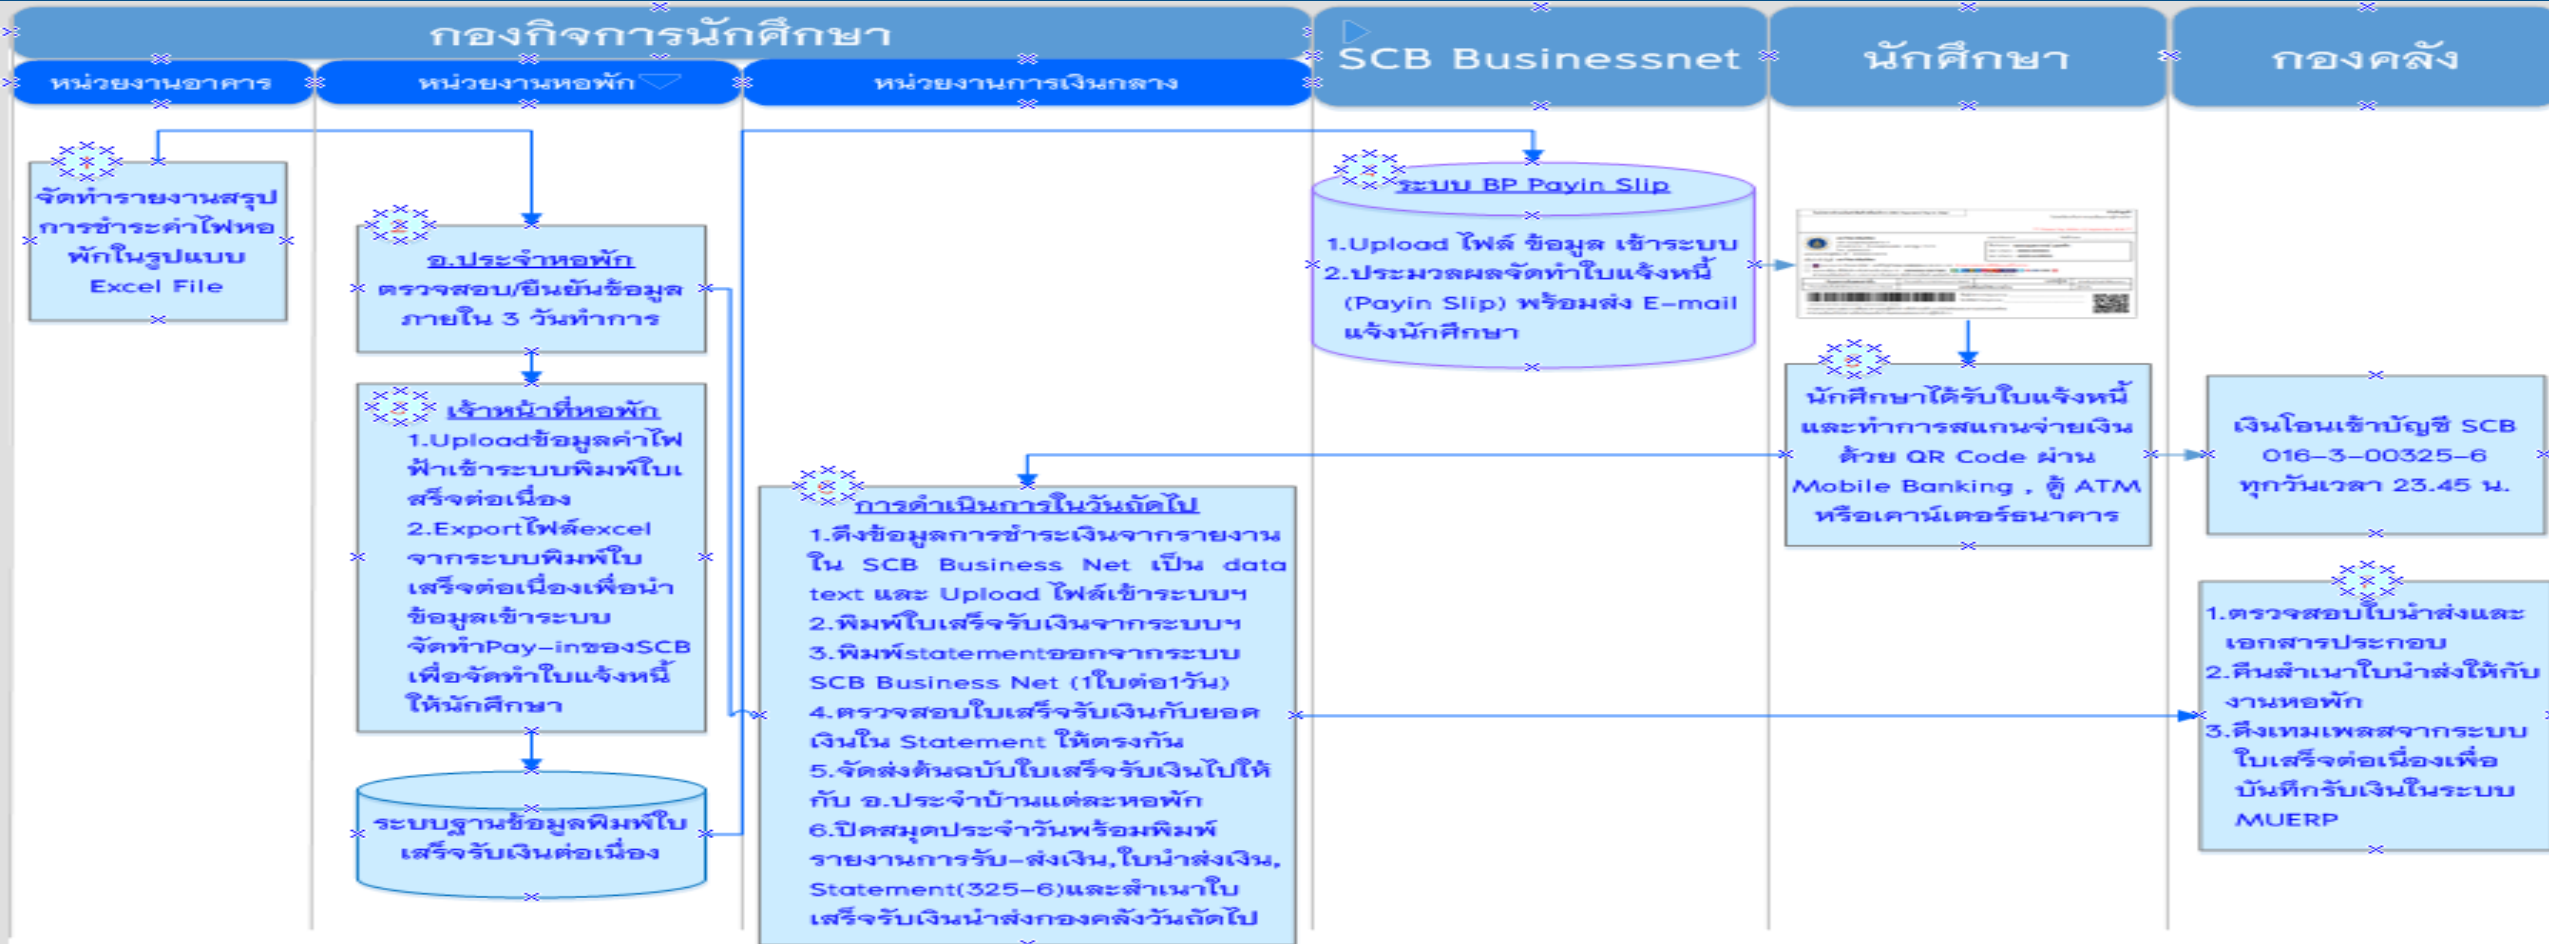 กองกิจการนักศึกษา
SCB Businessnet
นักศึกษา
กองคลัง
หน่วยงานอาคาร
หน่วยงานหอพัก
หน่วยงานการเงินกลาง
จัดทำรายงานสรุป
การชำระค่าไฟหอ
พักในรูปแบบ
Excel File
อ.ประจำหอพัก
ตรวจสอบ/ยืนยันข้อมูล
ภายใน 3 วันทำการ
เจ้าหน้าที่หอพัก
1.Uploadข้อมูลค่าไฟ
ฟ้าเข้าระบบพิมพ์ใบเ
สร็จต่อเนื่อง
2.Exportไฟล์excel
จากระบบพิมพ์ใบ
เสร็จต่อเนื่องเพื่อนำ
ข้อมูลเข้าระบบ
จัดทำPay-inของSCB
เพื่อจัดทำใบแจ้งหนี้
ให้นักศึกษา
ระบบฐานข้อมูลพิมพ์ใบ
เสร็จรับเงินต่อเนื่อง
ระบบ BP Payin Slip
1.Upload ไฟล์ ข้อมูล เข้าระบบ
2.ประมวลผลจัดทำใบแจ้งหนี้
(Payin Slip) พร้อมส่ง E-mail
แจ้งนักศึกษา
นักศึกษาได้รับใบแจ้งหนี้
และทำการสแกนจ่ายเงิน
ด้วย QR Code ผ่าน
Mobile Banking , ตู้ ATM
หรือเคาน์เตอร์ธนาคาร
เงินโอนเข้าบัญชี SCB
016-3-00325-6
ทุกวันเวลา 23.45 น.
การดำเนินการในวันถัดไป
1.ดึงข้อมูลการชำระเงินจากรายงาน
ใน SCB Business Net เป็น data
text และ Upload ไฟล์เข้าระบบฯ
2.พิมพ์ใบเสร็จรับเงินจากระบบฯ
3.พิมพ์statementออกจากระบบ
SCB Business Net (1ใบต่อ1วัน)
4.ตรวจสอบใบเสร็จรับเงินกับยอด
เงินใน Statement ให้ตรงกัน
5.จัดส่งต้นฉบับใบเสร็จรับเงินไปให้
กับ อ.ประจำบ้านแต่ละหอพัก
6.ปิดสมุดประจำวันพร้อมพิมพ์
รายงานการรับ-ส่งเงิน,ใบนำส่งเงิน,
Statement(325-6)และสำเนาใบ
เสร็จรับเงินนำส่งกองคลังวันถัดไป
1.ตรวจสอบใบนำส่งและ
เอกสารประกอบ
2.คืนสำเนาใบนำส่งให้กับ
งานหอพัก
3.ดึงเทมเพลสจากระบบ
ใบเสร็จต่อเนื่องเพื่อ
บันทึกรับเงินในระบบ
MUERP